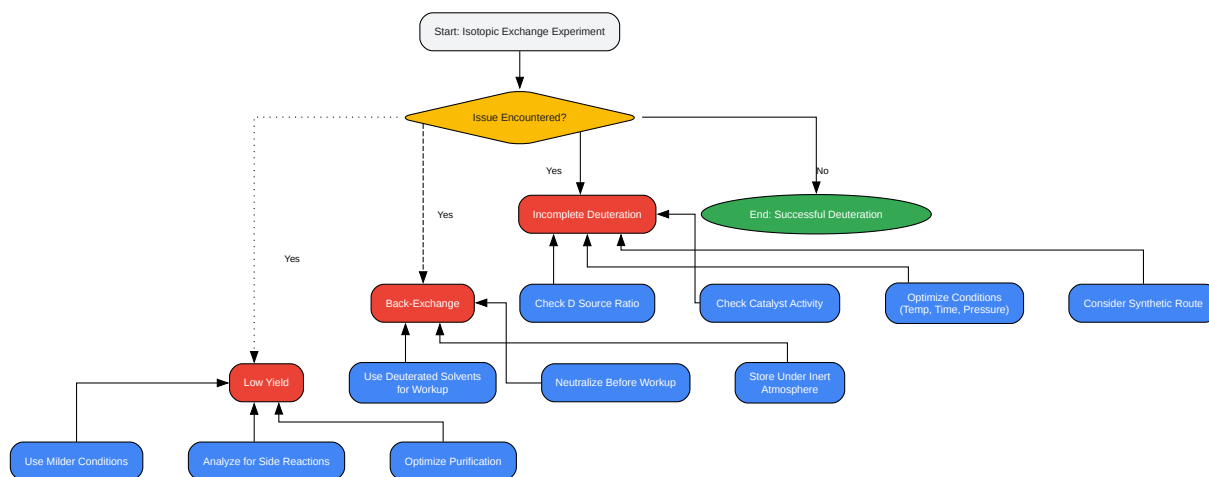 Start: Isotopic Exchange Experiment
Issue Encountered?
Yes
No
Incomplete Deuteration
End: Successful Deuteration
Yes
Yes
Back-Exchange
Check D Source Ratio
Check Catalyst Activity
Optimize Conditions
(Temp, Time, Pressure)
Consider Synthetic Route
Low Yield
Use Deuterated Solvents
for Workup
Neutralize Before Workup
Store Under Inert
Atmosphere
Use Milder Conditions
Analyze for Side Reactions
Optimize Purification